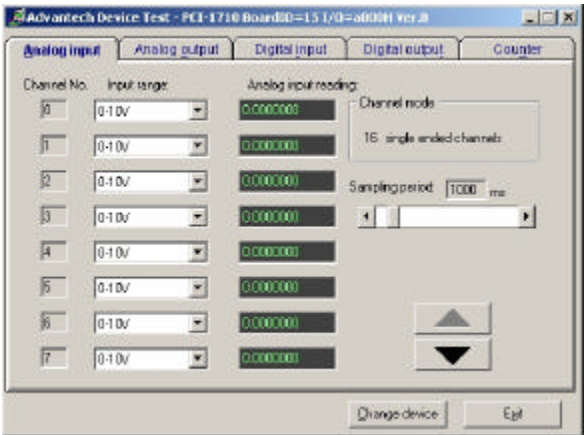 Advantech Device Test - PCI-1710 BoardID=15 I/O=a000H Ver.B
Analog input Analog output Digital input Digital output Counter
Channel No. Input range: Analog input reading:
0 0-10V 0.0000000
1 0-10V 0.0000000
2 0-10V 0.0000000
3 0-10V 0.0000000
4 0-10V 0.0000000
5 0-10V 0.0000000
6 0-10V 0.0000000
7 0-10V 0.0000000
Channel mode
16 single ended channels
Sampling period: 1000 ms
Change device Exit